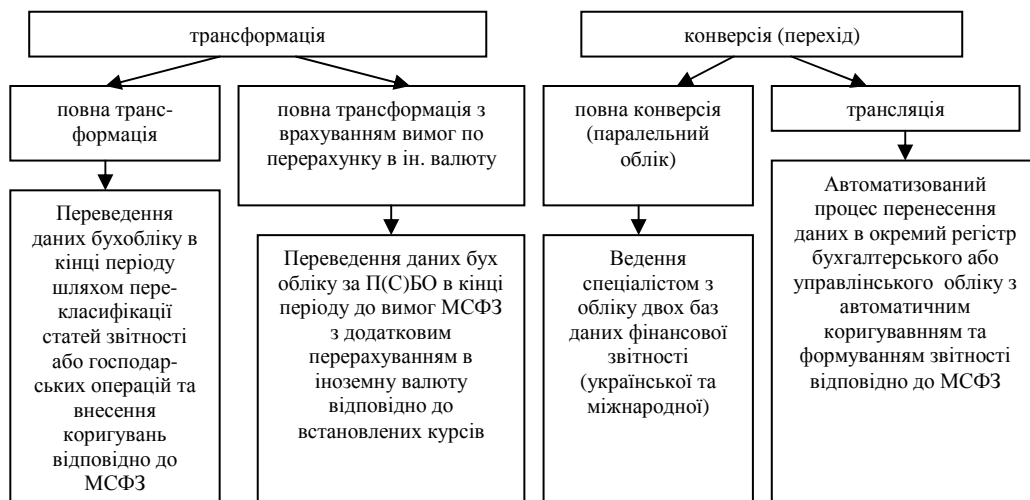 трансформація
конверсія (перехід)
повна транс-
формація
повна трансформація з
врахуванням вимог по
перерахунку в ін. валюту
повна конверсія
(паралельний
облік)
трансляція
Переведення
даних бухобліку в
кінці періоду
шляхом пере-
класифікації
статей звітності
або господар-
ських операцій та
внесення
коригувань
відповідно до
МСФЗ
Переведення даних бух
обліку за П(С)БО в кінці
періоду до вимог МСФЗ
з додатковим
перерахуванням в
іноземну валюту
відповідно до
встановлених курсів
Ведення
спеціалістом з
обліку двох баз
даних фінансової
звітності
(української та
міжнародної)
Автоматизований
процес перенесення
даних в окремий регістр
бухгалтерського або
управлінського обліку з
автоматичним
коригуавнням та
формуванням звітності
відповідно до МСФЗ